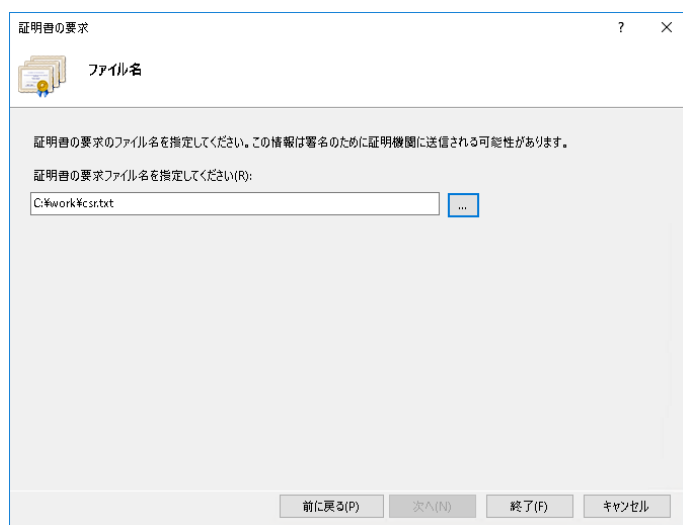 証明書の要求
? ×
ファイル名
証明書の要求のファイル名を指定してください。この情報は署名のために証明機関に送信される可能性があります。
証明書の要求ファイル名を指定してください(R):
C:¥work¥csr.txt
...
前に戻る(P) 次へ(N) 終了(F) キャンセル